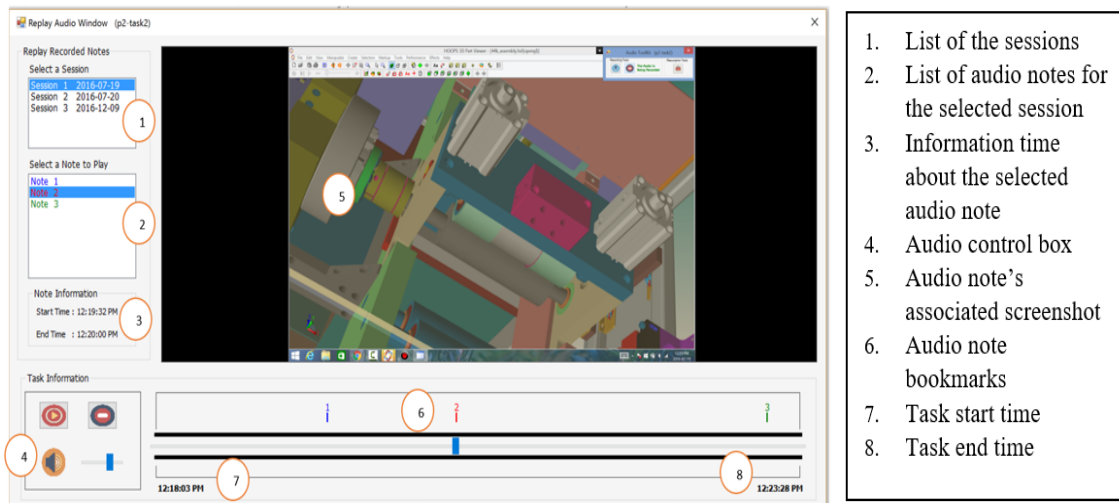 Replay Audio Window (p2-task2)
Replay Recorded Notes
Select a Session
Session 1 2016-07-19
Session 2 2016-07-20
Session 3 2016-12-09
1
Select a Note to Play
Note 1
Note 2
Note 3
2
Note Information
Start Time : 12:19:32 PM
End Time : 12:20:00 PM
3
5
Task Information
4
1
6
2
3
7
8
12:18:03 PM
12:23:28 PM
1. List of the sessions
2. List of audio notes for
the selected session
3. Information time
about the selected
audio note
4. Audio control box
5. Audio note's
associated screenshot
6. Audio note
bookmarks
7. Task start time
8. Task end time